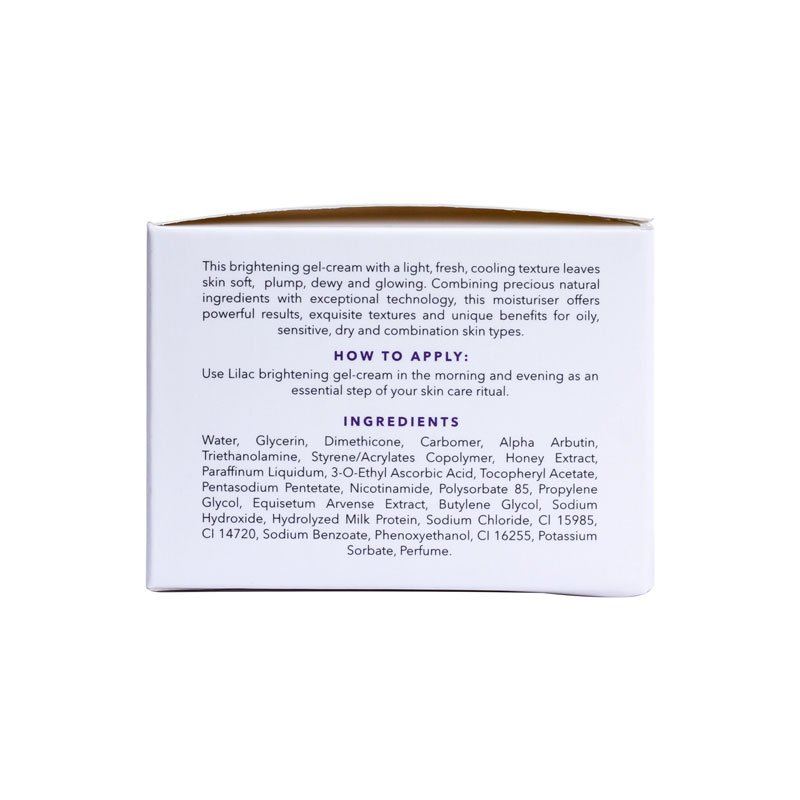 This brightening gel-cream with a light, fresh, cooling texture leaves
skin soft, plump, dewy and glowing. Combining precious natural
ingredients with exceptional technology, this moisturiser offers
powerful results, exquisite textures and unique benefits for oily,
sensitive, dry and combination skin types.
HOW TO APPLY:
Use Lilac brightening gel-cream in the morning and evening as an
essential step of your skin care ritual.
INGREDIENTS
Water, Glycerin, Dimethicone, Carbomer, Alpha Arbutin,
Triethanolamine, Styrene/Acrylates Copolymer, Honey Extract,
Paraffinum Liquidum, 3-O-Ethyl Ascorbic Acid, Tocopheryl Acetate,
Pentasodium Pentetate, Nicotinamide, Polysorbate 85, Propylene
Glycol, Equisetum Arvense Extract, Butylene Glycol, Sodium
Hydroxide, Hydrolyzed Milk Protein, Sodium Chloride, CI 15985,
CI 14720, Sodium Benzoate, Phenoxyethanol, CI 16255, Potassium
Sorbate, Perfume.